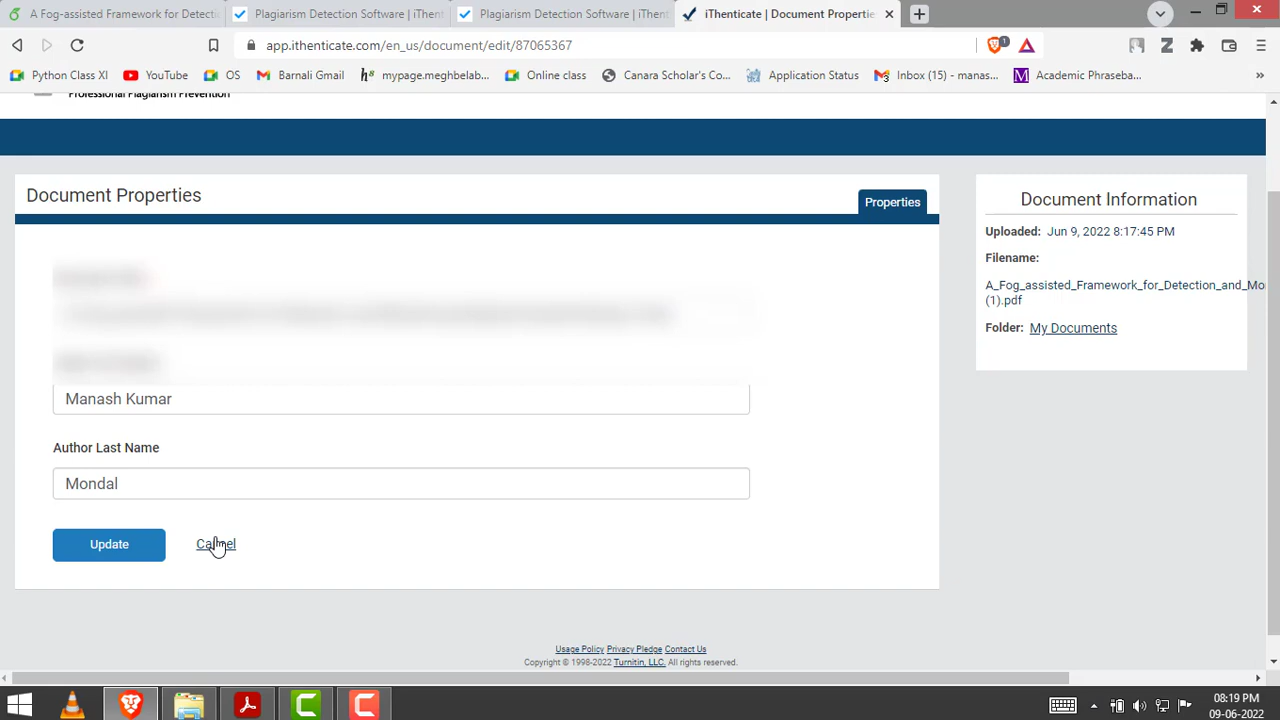 A Fog-assisted Framework for Detecti
Plagiarism Detection Software | iThent
Plagiarism Detection Software | iThent
iThenticate | Document Properties
app.ithenticate.com/en_us/document/edit/87065367
1
Python Class XI
YouTube
OS
Barnali Gmail
mypage.meghbelab...
Online class
Canara Scholar's Co...
Application Status
Inbox (15) - manas...
Academic Phraseba...
»
Professional Plagiarism Prevention
Document Properties
Properties
Manash Kumar
Author Last Name
Mondal
Update
Cancel
Document Information
Uploaded: Jun 9, 2022 8:17:45 PM
Filename:
A_Fog_assisted_Framework_for_Detection_and_Mo
(1).pdf
Folder: My Documents
Usage Policy Privacy Pledge Contact Us
Copyright © 1998-2022 Turnitin, LLC. All rights reserved.
08:19 PM
09-06-2022